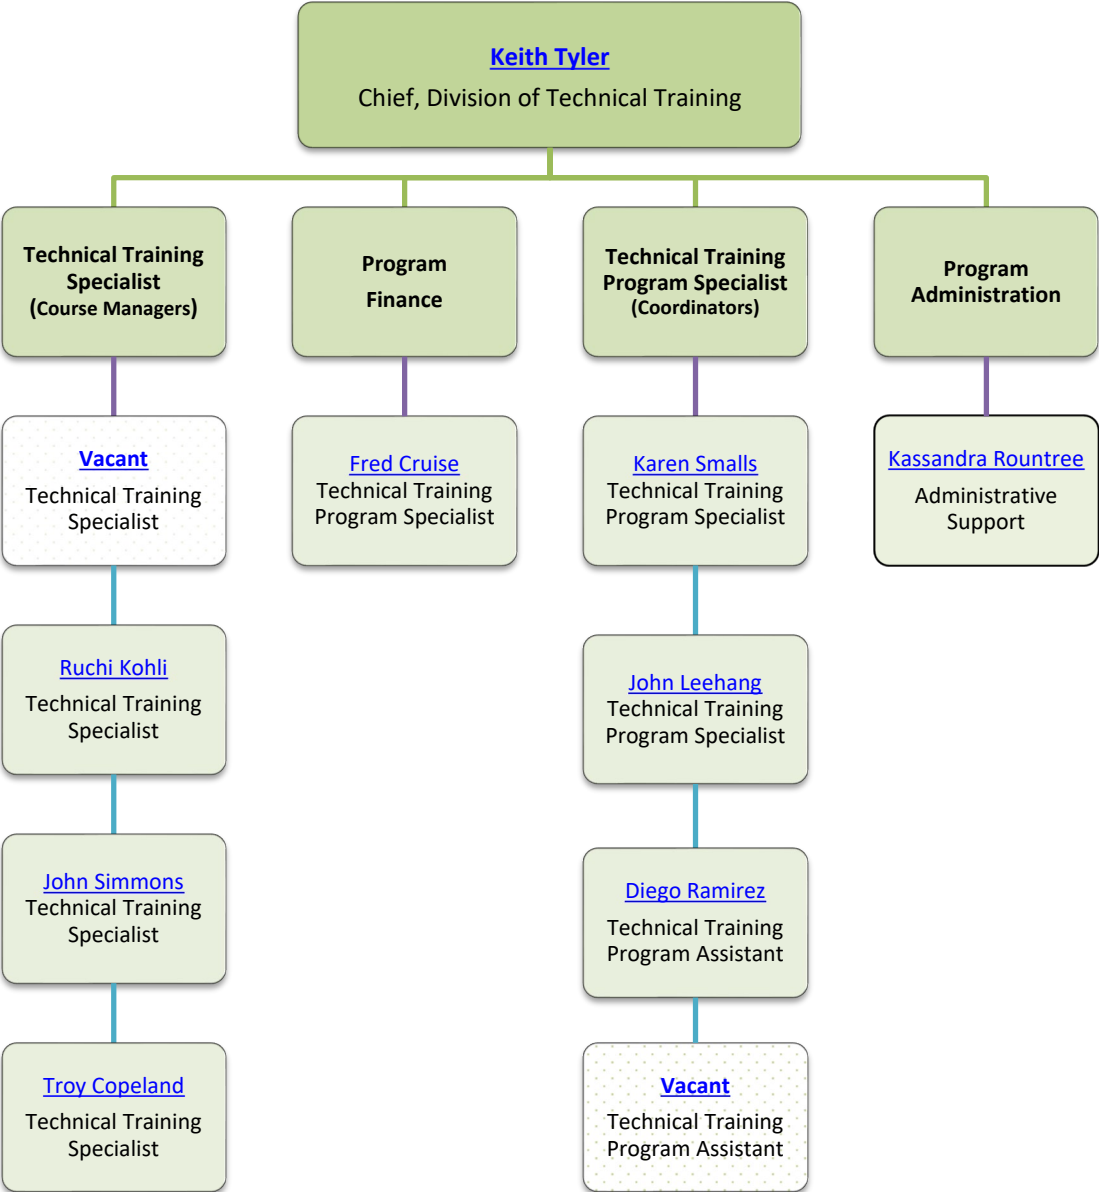 Keith Tyler
Chief, Division of Technical Training
Technical Training
Specialist
(Course Managers)
Program
Finance
Technical Training
Program Specialist
(Coordinators)
Program
Administration
Vacant
Technical Training
Specialist
Fred Cruise
Technical Training
Program Specialist
Karen Smalls
Technical Training
Program Specialist
Kassandra Rountree
Administrative
Support
Ruchi Kohli
Technical Training
Specialist
John Leehang
Technical Training
Program Specialist
John Simmons
Technical Training
Specialist
Diego Ramirez
Technical Training
Program Assistant
Troy Copeland
Technical Training
Specialist
Vacant
Technical Training
Program Assistant